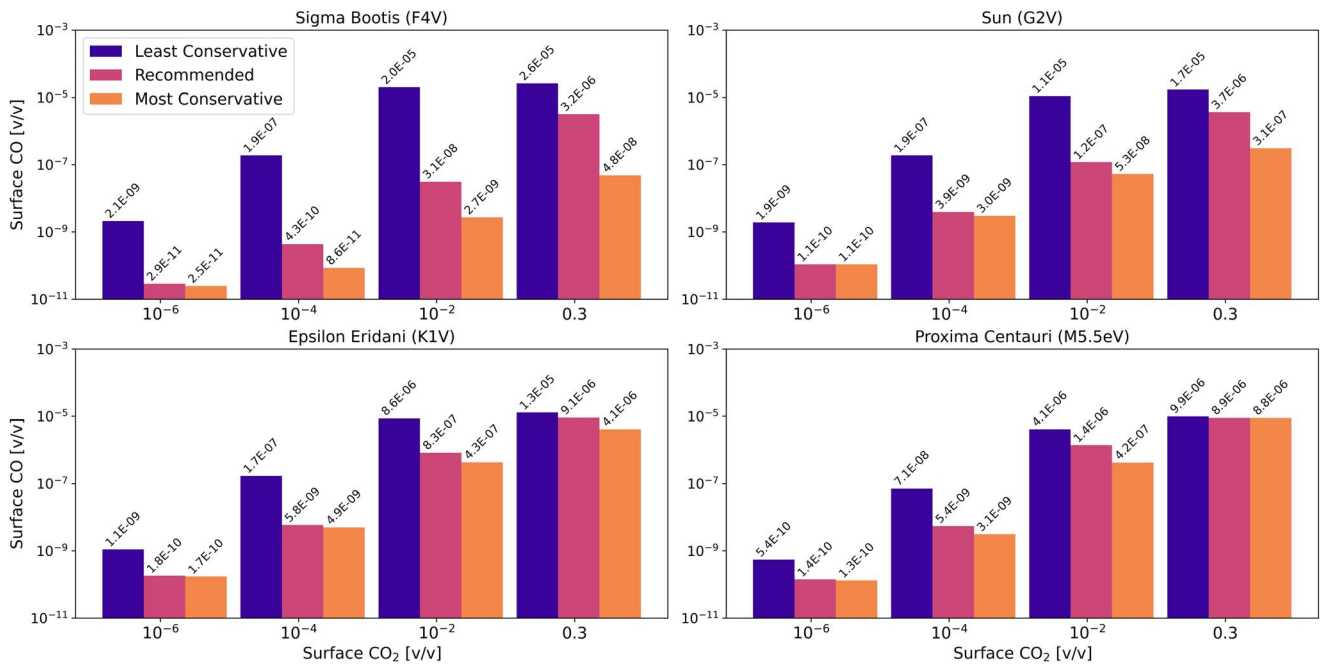 Sigma Bootis (F4V)
Surface CO [v/v]
10⁻³
10⁻⁵
10⁻⁷
10⁻⁹
10⁻¹¹
Least Conservative
Recommended
Most Conservative
2.1E-09
2.9E-11
2.5E-11
1.9E-07
4.3E-10
8.6E-11
2.0E-05
3.1E-08
2.7E-09
2.6E-05
3.2E-06
4.8E-08
10⁻⁶
10⁻⁴
10⁻²
0.3
Sun (G2V)
10⁻³
10⁻⁵
10⁻⁷
10⁻⁹
10⁻¹¹
1.9E-09
1.1E-10
1.1E-10
1.9E-07
3.9E-09
3.0E-09
1.1E-05
1.2E-07
5.3E-08
1.7E-05
3.7E-06
3.1E-07
10⁻⁶
10⁻⁴
10⁻²
0.3
Epsilon Eridani (K1V)
Surface CO [v/v]
10⁻³
10⁻⁵
10⁻⁷
10⁻⁹
10⁻¹¹
1.1E-09
1.8E-10
1.7E-10
1.7E-07
5.8E-09
4.9E-09
8.6E-06
8.3E-07
4.3E-07
1.3E-05
9.1E-06
4.1E-06
10⁻⁶
10⁻⁴
10⁻²
0.3
Surface CO₂ [v/v]
Proxima Centauri (M5.5eV)
10⁻³
10⁻⁵
10⁻⁷
10⁻⁹
10⁻¹¹
5.4E-10
1.4E-10
1.3E-10
7.1E-08
5.4E-09
3.1E-09
4.1E-06
1.4E-06
4.2E-07
9.9E-06
8.9E-06
8.8E-06
10⁻⁶
10⁻⁴
10⁻²
0.3
Surface CO₂ [v/v]